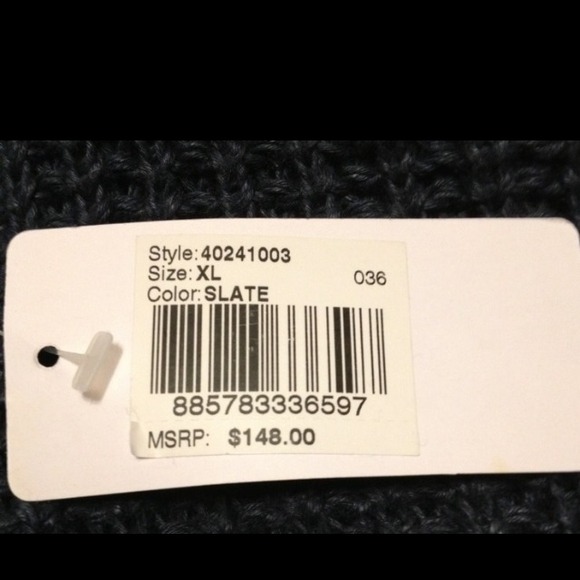 Style: 40241003
Size: XL 036
Color: SLATE
885783336597
MSRP: $148.00